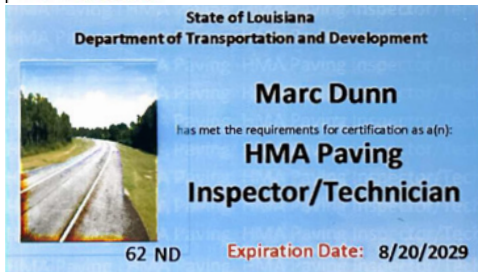 State of Louisiana
Department of Transportation and Development
Marc Dunn
has met the requirements for certification as a(n):
HMA Paving
Inspector/Technician
62 ND
Expiration Date: 8/20/2029